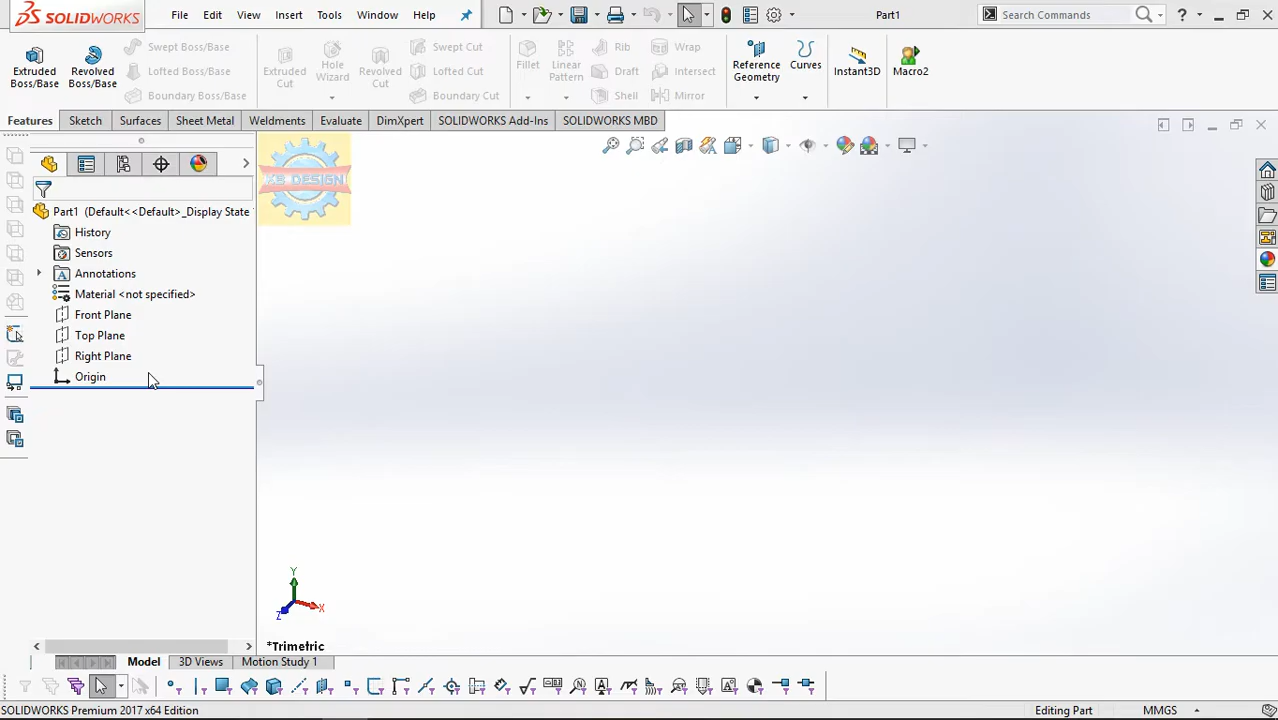 SOLIDWORKS File Edit View Insert Tools Window Help Part1 Search Commands ?
Extruded Boss/Base Revolved Boss/Base Swept Boss/Base Lofted Boss/Base Boundary Boss/Base Extruded Cut Hole Wizard Revolved Cut Swept Cut Lofted Cut Boundary Cut Fillet Linear Pattern Rib Draft Shell Wrap Intersect Mirror Reference Geometry Curves Instant3D Macro2
Features Sketch Surfaces Sheet Metal Weldments Evaluate DimXpert SOLIDWORKS Add-Ins SOLIDWORKS MBD
KS DESIGN
Part1 (Default<<Default>_Display State
History
Sensors
Annotations
Material <not specified>
Front Plane
Top Plane
Right Plane
Origin
Y
X
Z
*Trimetric
Model 3D Views Motion Study 1
SOLIDWORKS Premium 2017 x64 Edition Editing Part MMGS